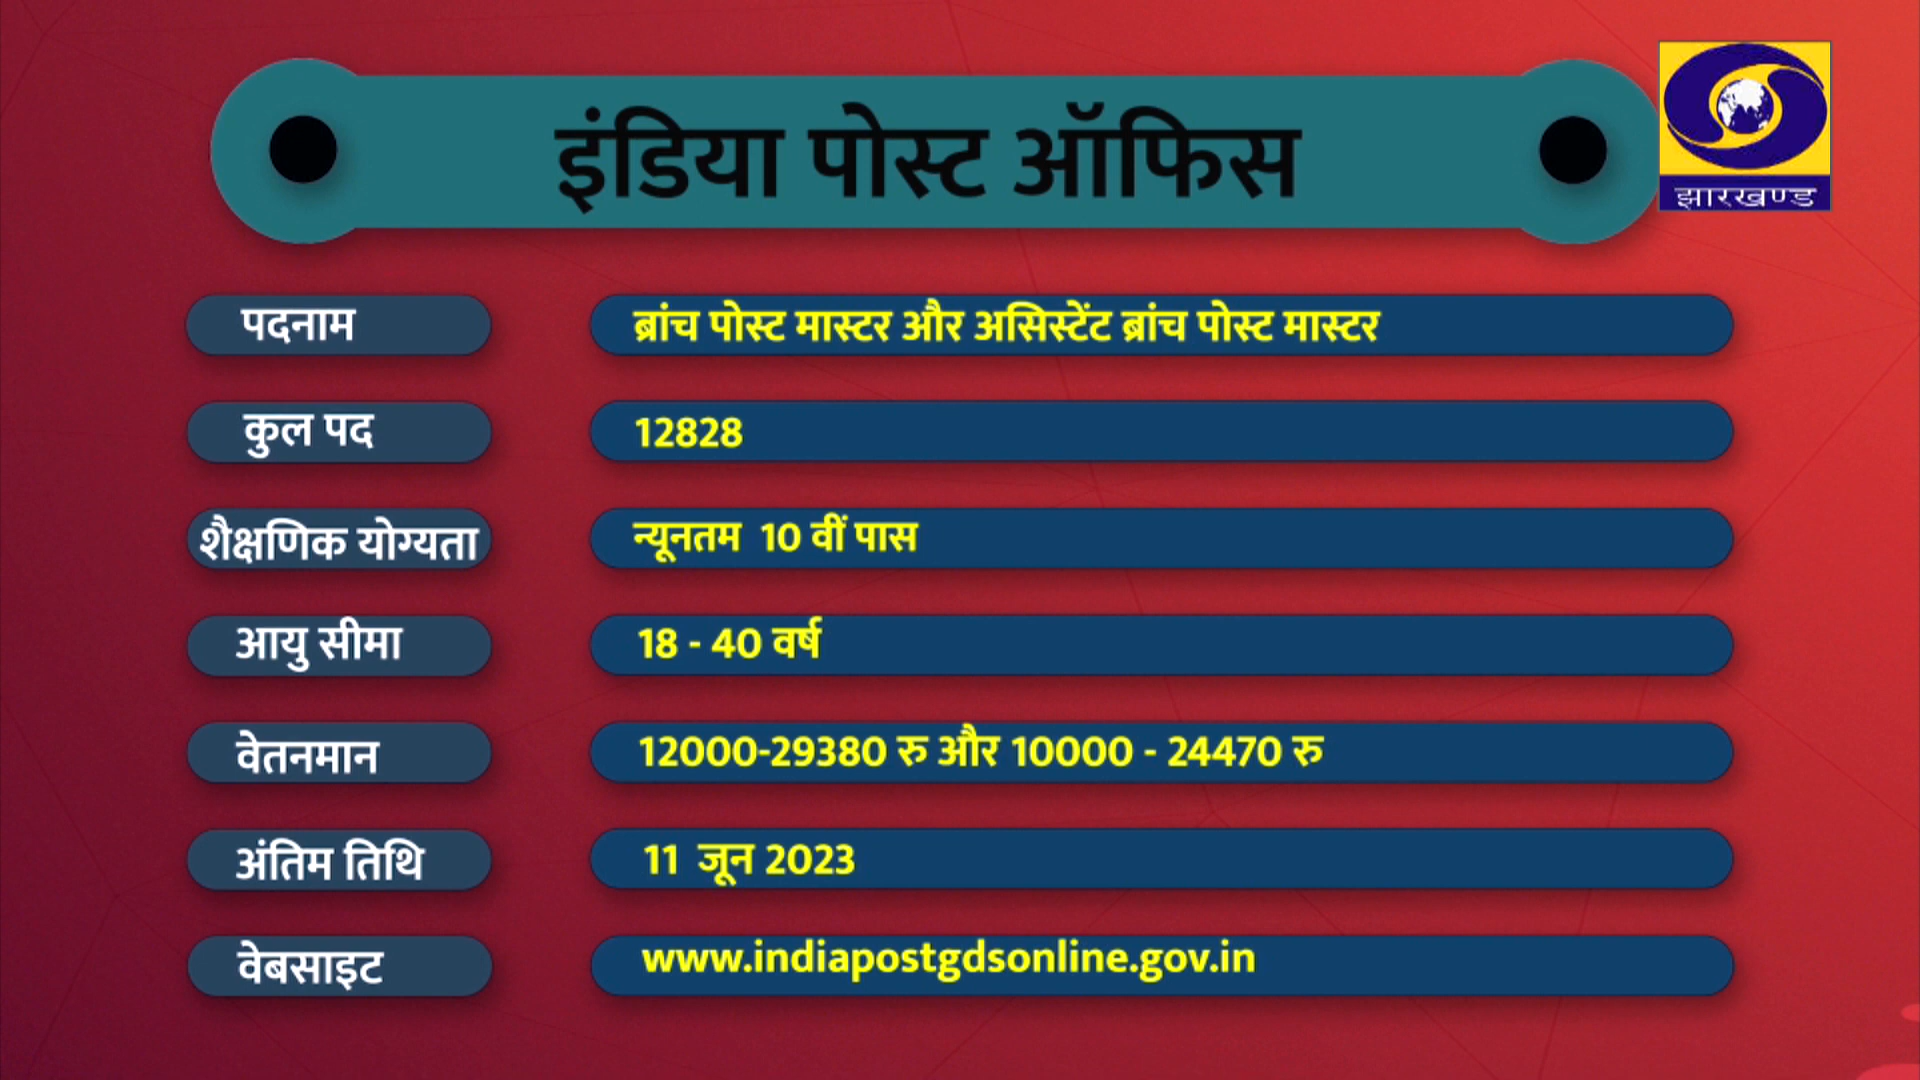 इंडिया पोस्ट ऑफिस
झारखण्ड
पदनाम ब्रांच पोस्ट मास्टर और असिस्टेंट ब्रांच पोस्ट मास्टर
कुल पद 12828
शैक्षणिक योग्यता न्यूनतम 10 वीं पास
आयु सीमा 18 - 40 वर्ष
वेतनमान 12000-29380 रु और 10000 - 24470 रु
अंतिम तिथि 11 जून 2023
वेबसाइट www.indiapostgdsonline.gov.in